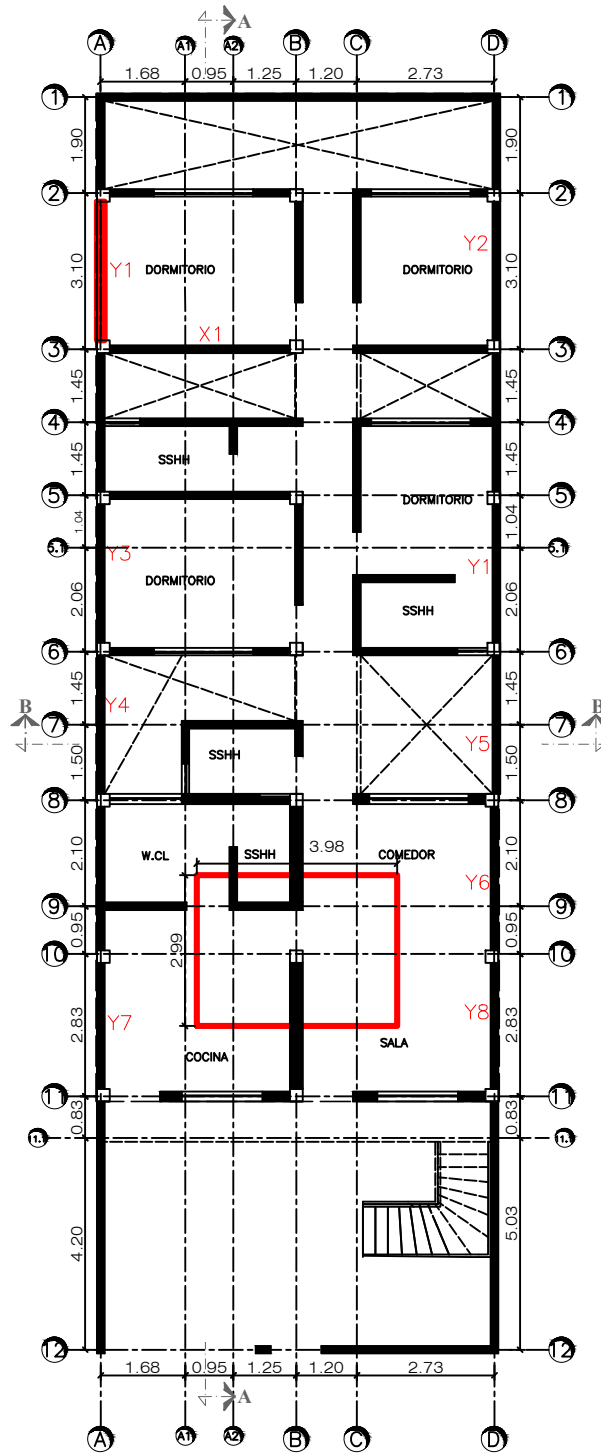 A
A A1 A2 B C D
1.68 0.95 1.25 1.20 2.73
1 1
1.90 1.90
2 2
Y2
Y1
3.10 DORMITORIO DORMITORIO 3.10
X1
3 3
1.45 1.45
4 4
1.45 SSHH 1.45
5 5
DORMITORIO
1.04 1.04
5.1 5.1
Y3 Y1
DORMITORIO
2.06 SSHH 2.06
6 6
1.45 1.45
Y4
B B
7 7
Y5
1.50 SSHH 1.50
8 8
3.98
2.10 W.CL SSHH COMEDOR 2.10
Y6
9 9
0.95 2.99 0.95
10 10
Y7 Y8
2.83 2.83
SALA
COCINA
11 11
0.83 0.83
11.1 11.1
4.20 5.03
12 12
1.68 0.95 1.25 1.20 2.73
A
A A1 A2 B C D